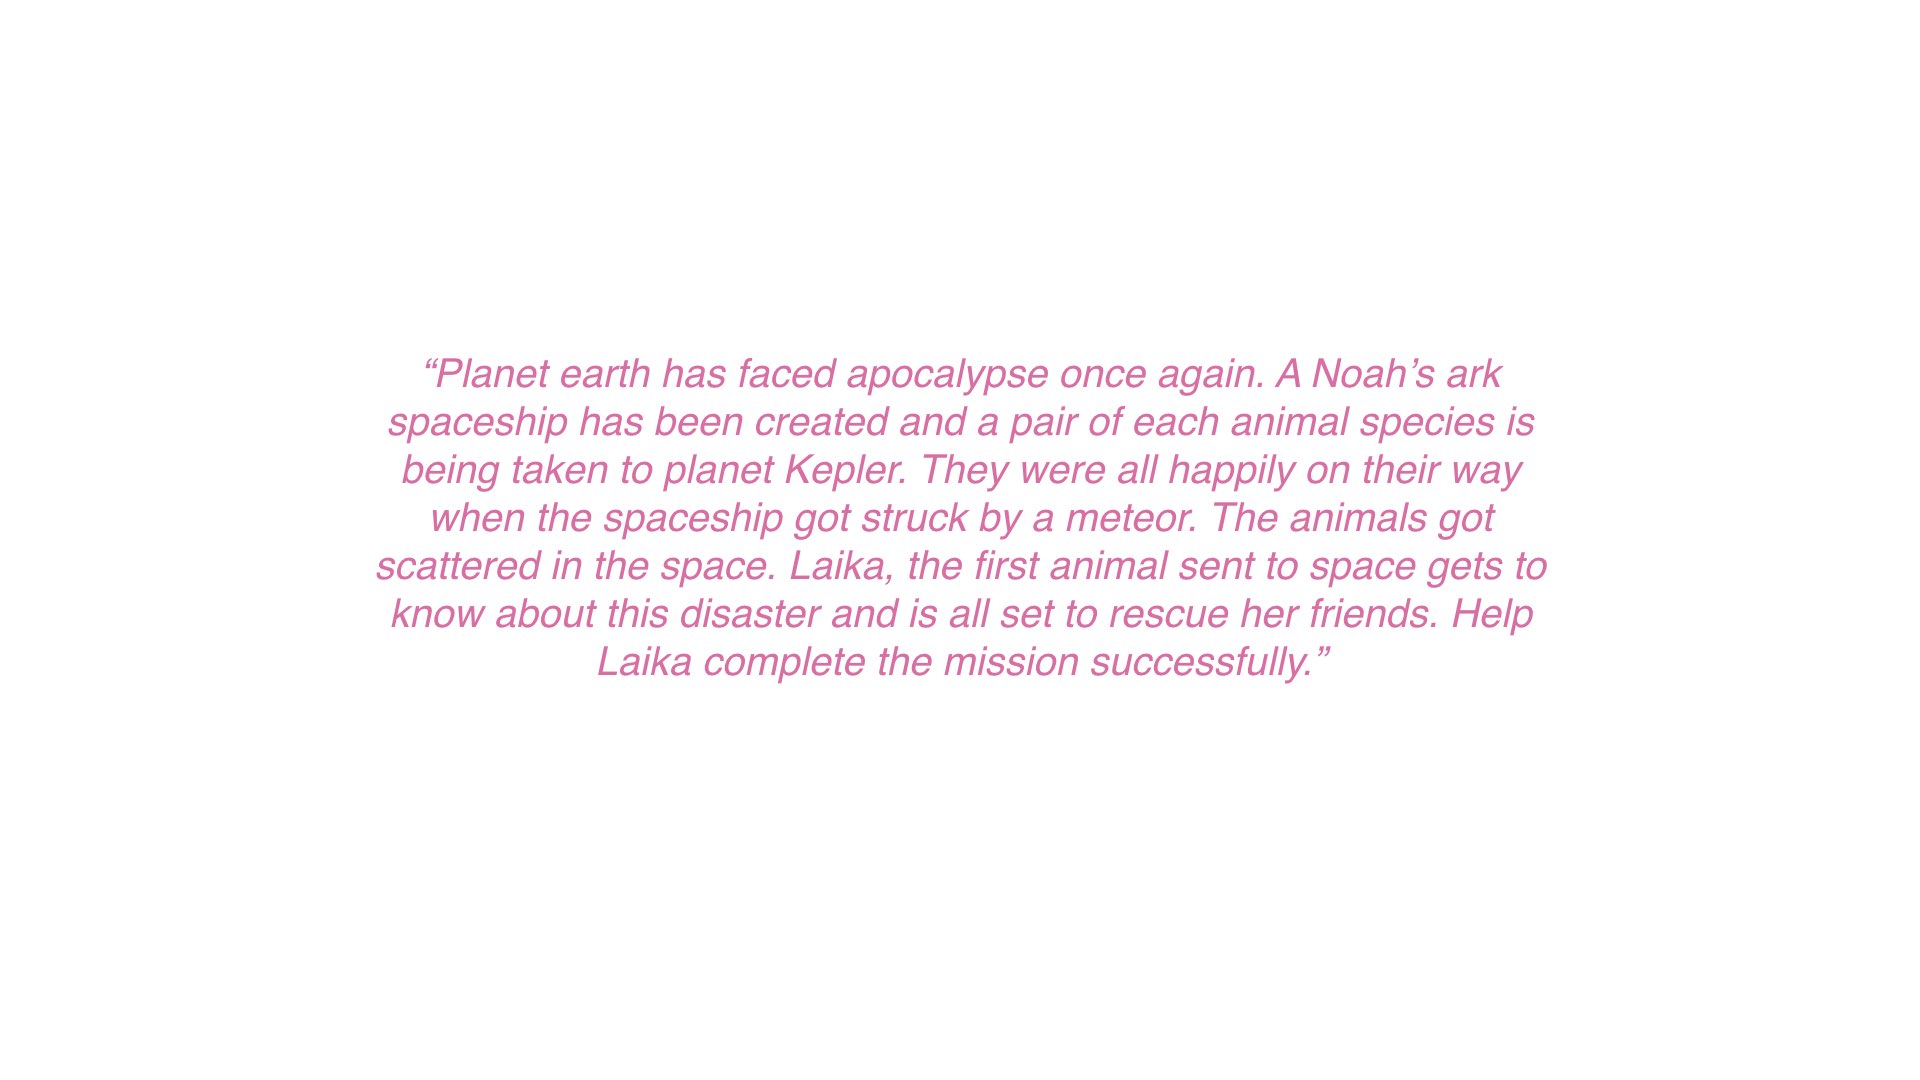 “Planet earth has faced apocalypse once again. A Noah’s ark
spaceship has been created and a pair of each animal species is
being taken to planet Kepler. They were all happily on their way
when the spaceship got struck by a meteor. The animals got
scattered in the space. Laika, the first animal sent to space gets to
know about this disaster and is all set to rescue her friends. Help
Laika complete the mission successfully.”